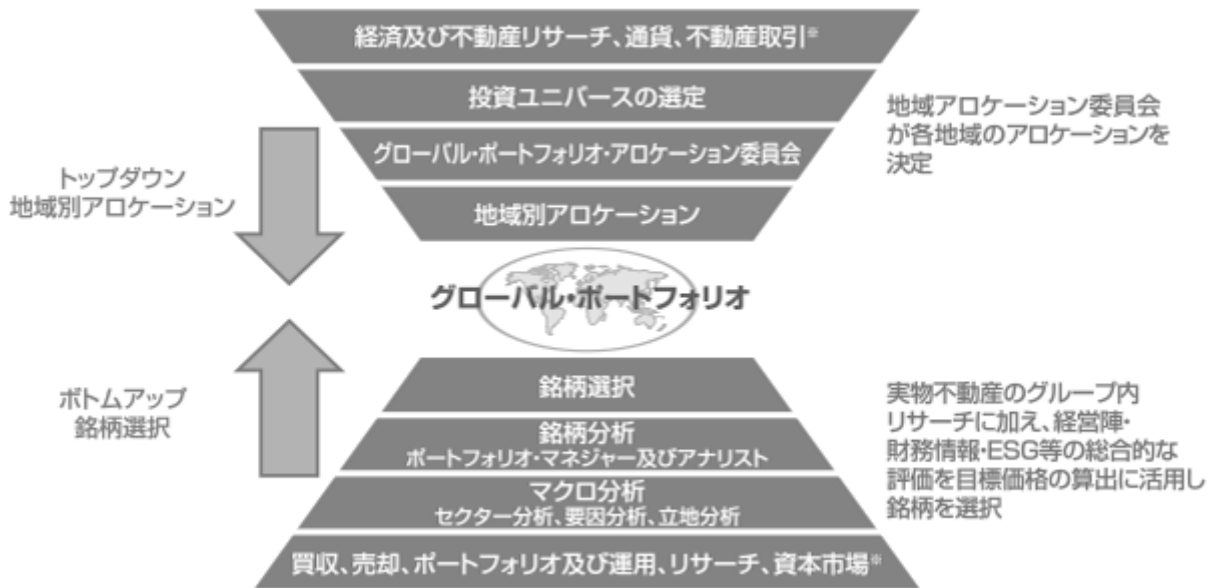 経済及び不動産リサーチ、通貨、不動産取引※
投資ユニバースの選定
グローバル・ポートフォリオ・アロケーション委員会
地域別アロケーション
トップダウン
地域別アロケーション
地域アロケーション委員会
が各地域のアロケーションを
決定
グローバル・ポートフォリオ
ボトムアップ
銘柄選択
銘柄選択
銘柄分析
ポートフォリオ・マネジャー及びアナリスト
マクロ分析
セクター分析、要因分析、立地分析
買収、売却、ポートフォリオ及び運用、リサーチ、資本市場※
実物不動産のグループ内
リサーチに加え、経営陣・
財務情報・ESG等の総合的な
評価を目標価格の算出に活用し
銘柄を選択